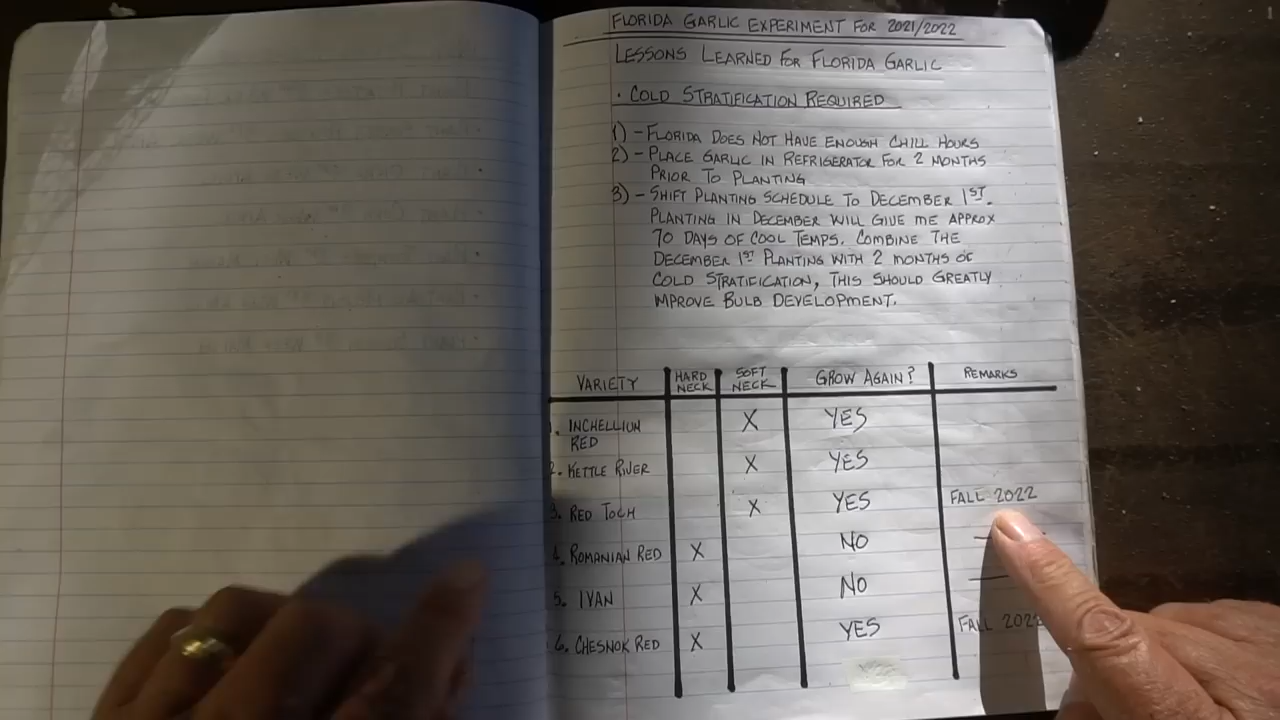 FLORIDA GARLIC EXPERIMENT FOR 2021/2022
LESSONS LEARNED FOR FLORIDA GARLIC
• COLD STRATIFICATION REQUIRED
1) - FLORIDA DOES NOT HAVE ENOUGH CHILL HOURS
2) - PLACE GARLIC IN REFRIGERATOR FOR 2 MONTHS
PRIOR TO PLANTING
3) - SHIFT PLANTING SCHEDULE TO DECEMBER 1ST.
PLANTING IN DECEMBER WILL GIVE ME APPROX
70 DAYS OF COOL TEMPS. COMBINE THE
DECEMBER 1ST PLANTING WITH 2 MONTHS OF
COLD STRATIFICATION, THIS SHOULD GREATLY
IMPROVE BULB DEVELOPMENT.
VARIETY HARD NECK SOFT NECK GROW AGAIN? REMARKS
1. INCHELLIUM RED X YES
2. KETTLE RIVER X YES
3. RED TOCH X YES FALL 2022
4. ROMANIAN RED X NO —
5. IVAN X NO —
6. CHESNOK RED X YES FALL 2022